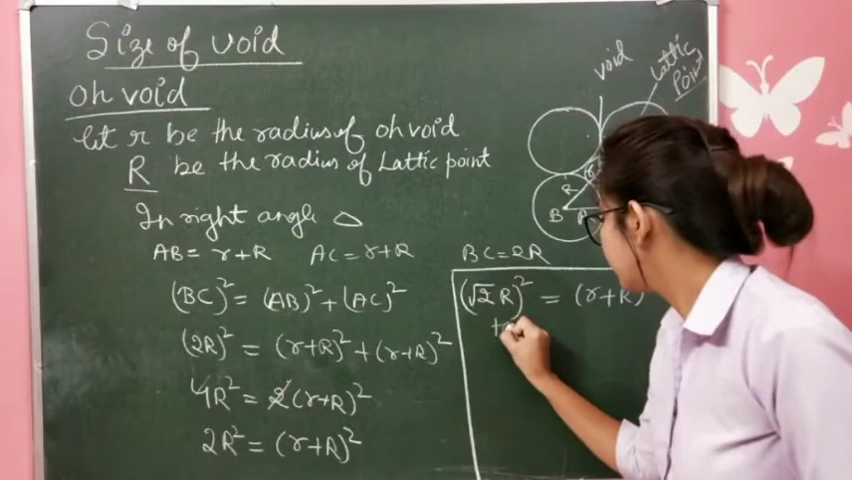 Size of void
oh void
let r be the radius of oh void
R be the radius of Lattic point
In right angle △
AB = r+R AC = r+R BC = 2R
(BC)² = (AB)² + (AC)²
(2R)² = (r+R)² + (r+R)²
4R² = 2(r+R)²
2R² = (r+R)²
(√2R)² = (r+R)
void
Lattic
Point
R
B